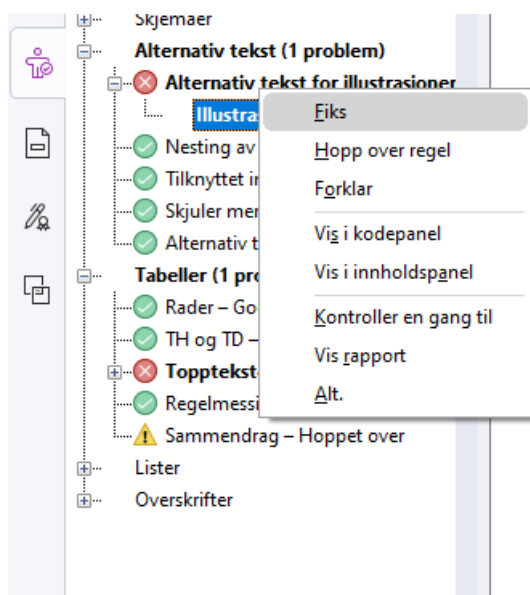 Skjemaer
Alternativ tekst (1 problem)
Alternativ tekst for illustrasjoner
Illustra
Fiks
Nesting av
Hopp over regel
Tilknyttet
Forklar
Skjuler
Vis i kodepanel
Alternativ t
Vis i innholdspanel
Tabeller (1
Rader – Go
Kontroller en gang til
TH og TD –
Vis rapport
Topptekst
Alt.
Regelmessi
Sammendrag – Hoppet over
Lister
Overskrifter